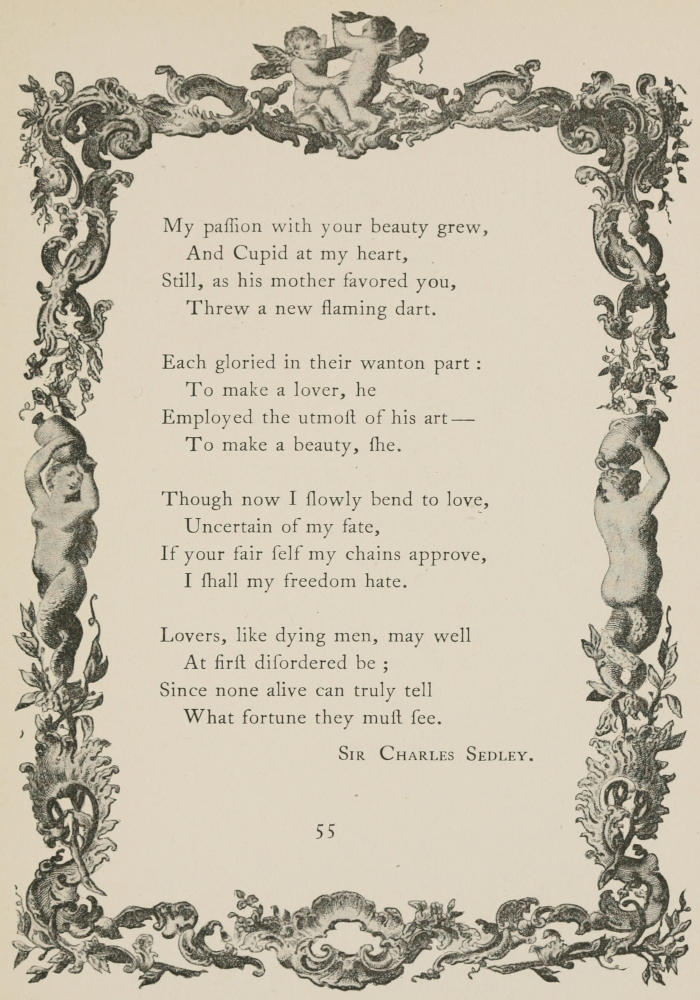 My paſſion with your beauty grew,
And Cupid at my heart,
Still, as his mother favored you,
Threw a new flaming dart.

Each gloried in their wanton part :
To make a lover, he
Employed the utmoſt of his art—
To make a beauty, ſhe.

Though now I ſlowly bend to love,
Uncertain of my fate,
If your fair ſelf my chains approve,
I ſhall my freedom hate.

Lovers, like dying men, may well
At firſt diſordered be ;
Since none alive can truly tell
What fortune they muſt ſee.

SIR CHARLES SEDLEY.

55